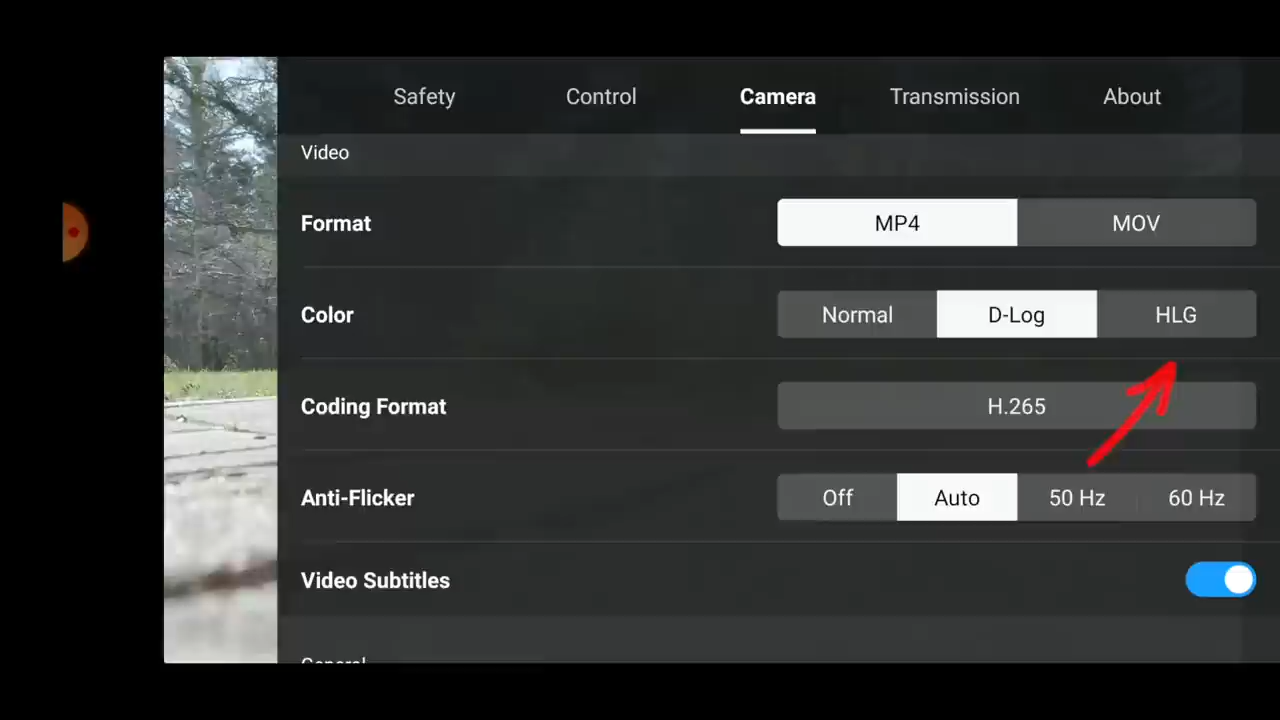 Safety Control Camera Transmission About
Video
Format MP4 MOV
Color Normal D-Log HLG
Coding Format H.265
Anti-Flicker Off Auto 50 Hz 60 Hz
Video Subtitles
General